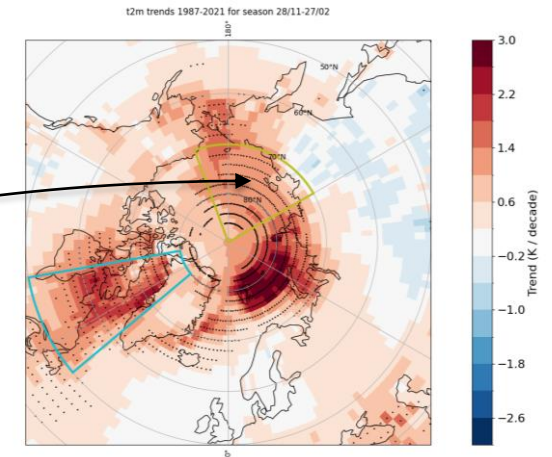 t2m trends 1987-2021 for season 28/11-27/02
180°
50°N
60°N
70°N
80°N
0°
3.0
2.2
1.4
0.6
−0.2
−1.0
−1.8
−2.6
Trend (K / decade)